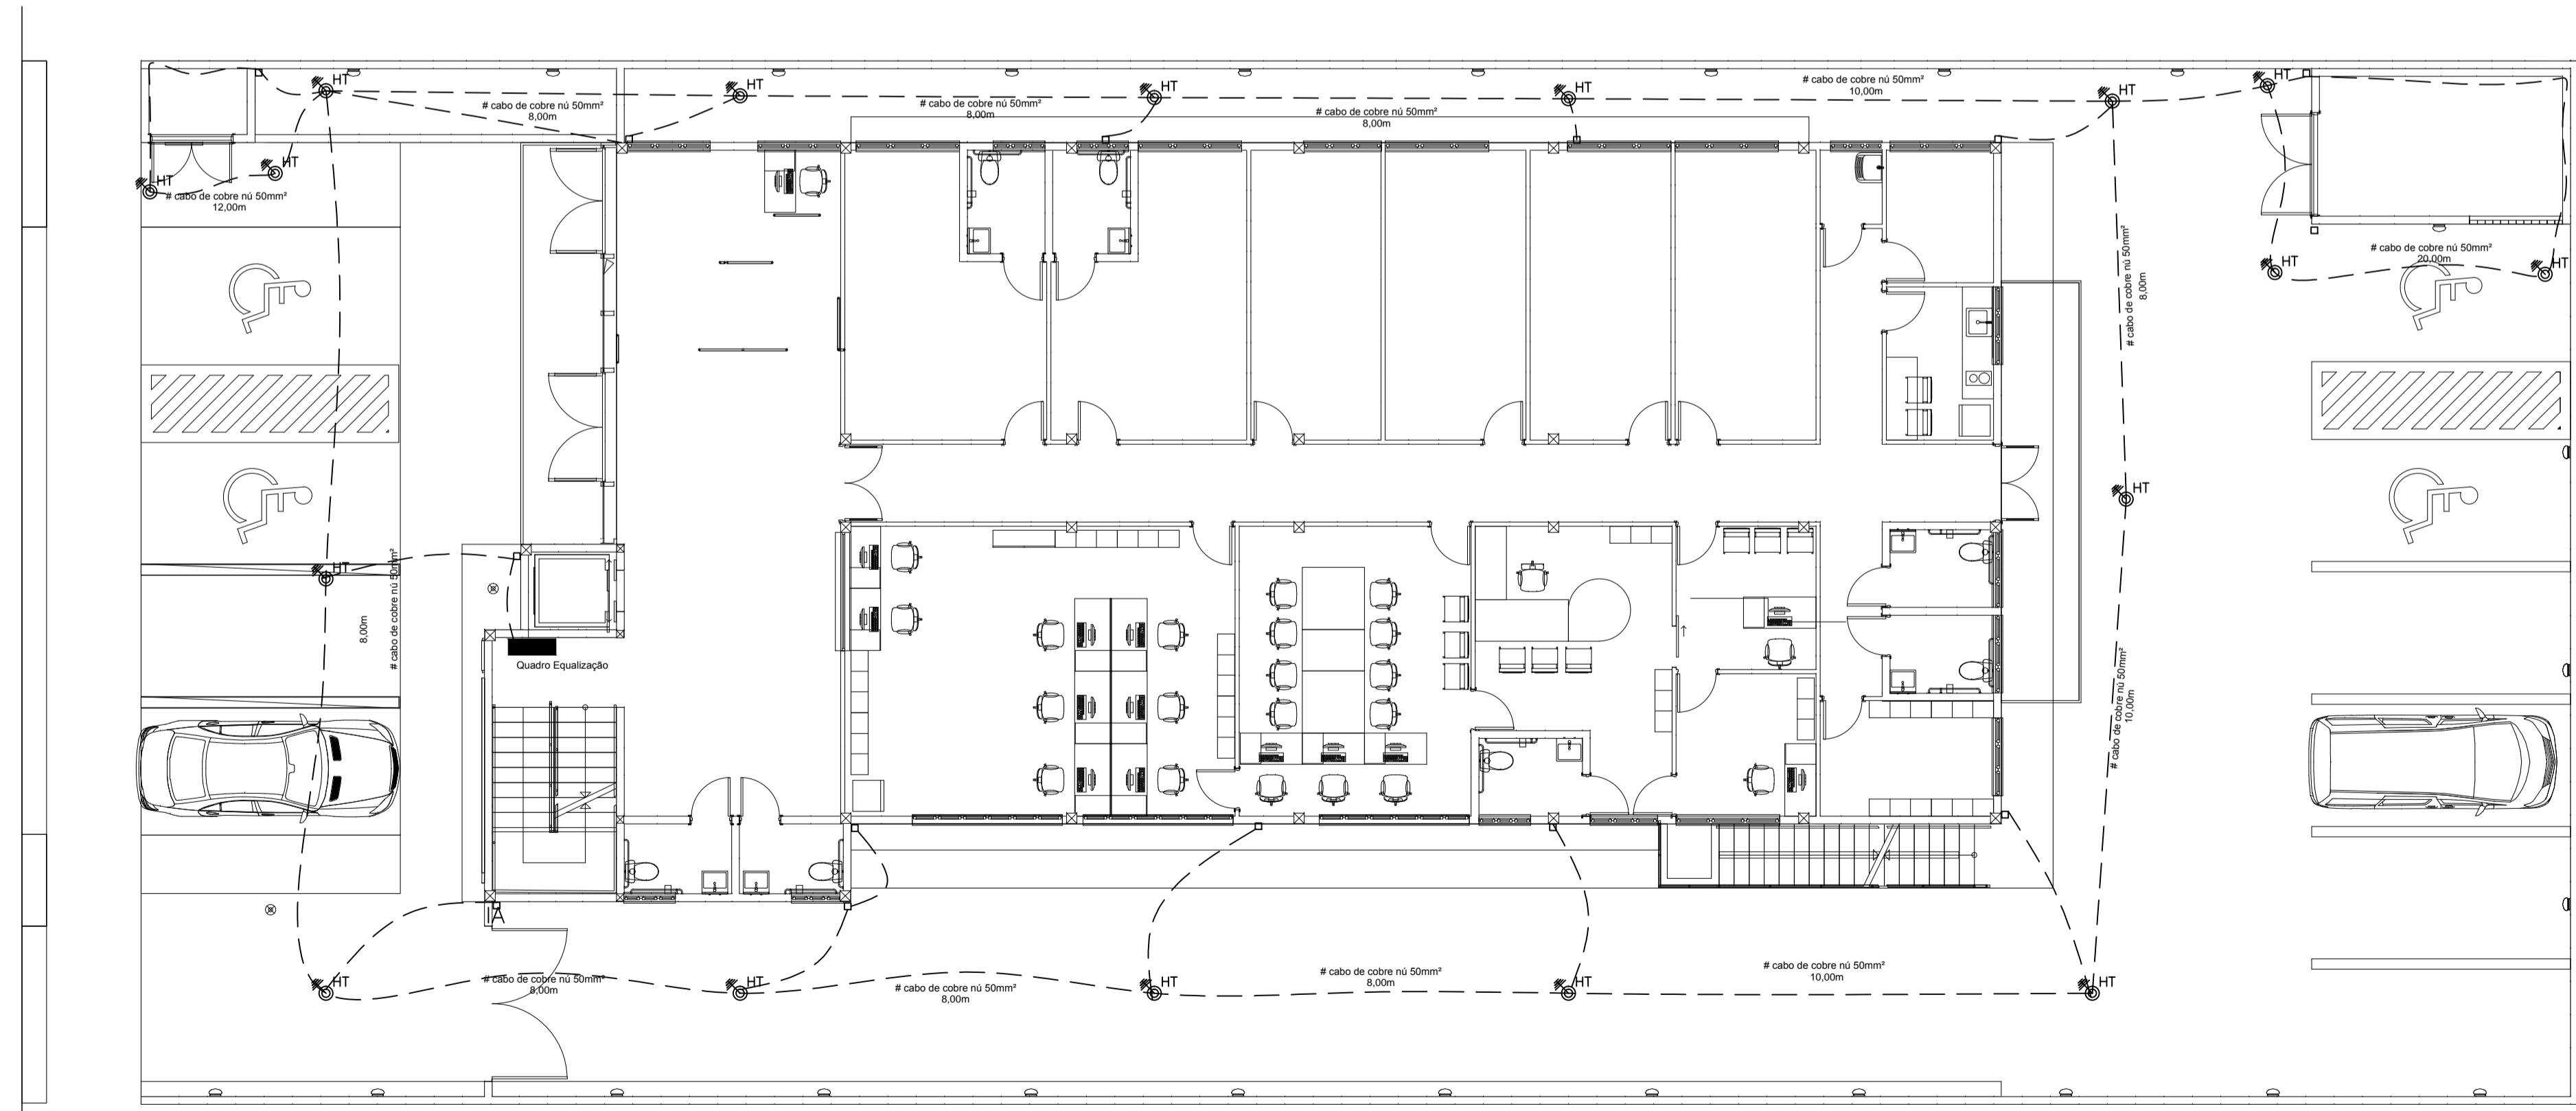 HT
HT
HT
HT
HT
HT
# cabo de cobre nú 50mm²
8,00m
# cabo de cobre nú 50mm²
8,00m
# cabo de cobre nú 50mm²
8,00m
# cabo de cobre nú 50mm²
10,00m
HT
HT
# cabo de cobre nú 50mm²
12,00m
# cabo de cobre nú 50mm²
8,00m
# cabo de cobre nú 50mm²
20,00m
HT
HT
HT
HT
# cabo de cobre nú 50mm²
8,00m
Quadro Equalização
# cabo de cobre nú 50mm²
10,00m
IA
HT
# cabo de cobre nú 50mm²
8,00m
HT
# cabo de cobre nú 50mm²
8,00m
HT
# cabo de cobre nú 50mm²
8,00m
HT
# cabo de cobre nú 50mm²
10,00m
HT